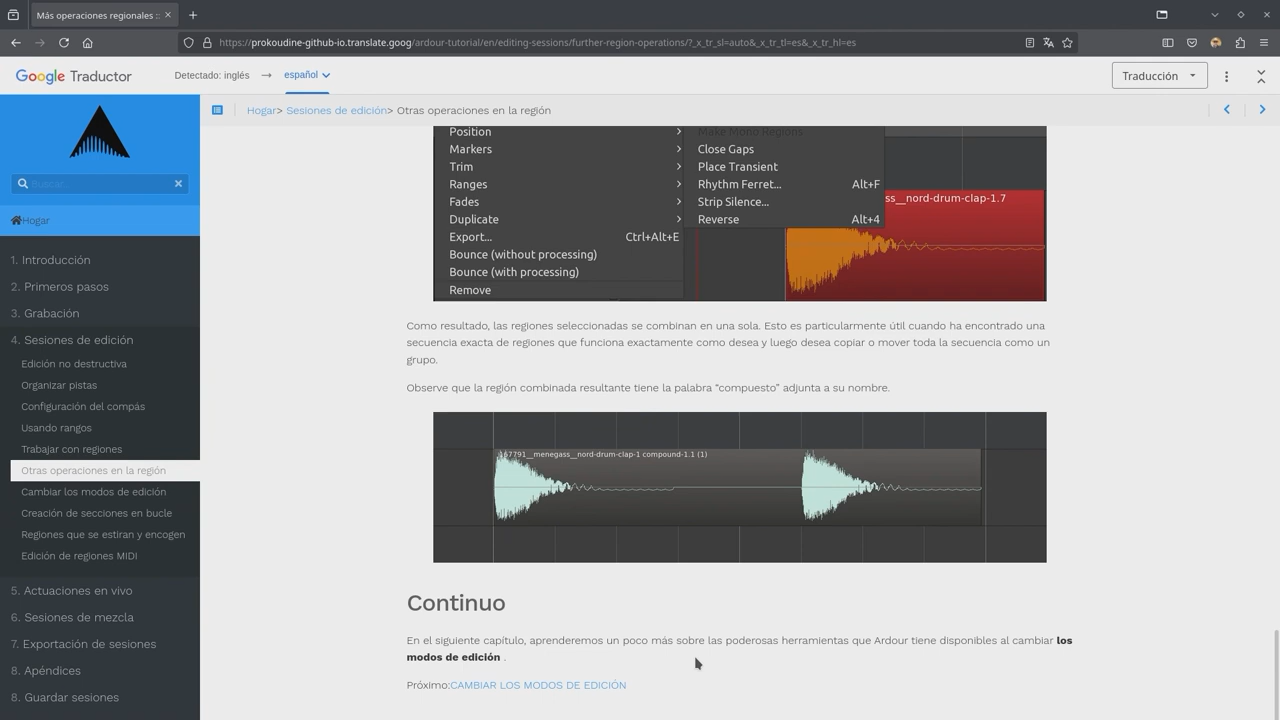 Más operaciones regionales ::
https://prokoudine-github-io.translate.goog/ardour-tutorial/en/editing-sessions/further-region-operations/?_x_tr_sl=auto&_x_tr_tl=es&_x_tr_hl=es
Google Traductor
Detectado: inglés
español
Traducción
Hogar> Sesiones de edición> Otras operaciones en la región
Buscar...
Hogar
1. Introducción
2. Primeros pasos
3. Grabación
4. Sesiones de edición
Edición no destructiva
Organizar pistas
Configuración del compás
Usando rangos
Trabajar con regiones
Otras operaciones en la región
Cambiar los modos de edición
Creación de secciones en bucle
Regiones que se estiran y encogen
Edición de regiones MIDI
5. Actuaciones en vivo
6. Sesiones de mezcla
7. Exportación de sesiones
8. Apéndices
8. Guardar sesiones
Position
Markers
Trim
Ranges
Fades
Duplicate
Export... Ctrl+Alt+E
Bounce (without processing)
Bounce (with processing)
Remove
Make Mono Regions
Close Gaps
Place Transient
Rhythm Ferret... Alt+F
Strip Silence...
Reverse Alt+4
ss__nord-drum-clap-1.7
Como resultado, las regiones seleccionadas se combinan en una sola. Esto es particularmente útil cuando ha encontrado una
secuencia exacta de regiones que funciona exactamente como desea y luego desea copiar o mover toda la secuencia como un
grupo.
Observe que la región combinada resultante tiene la palabra “compuesto” adjunta a su nombre.
67791__menegass__nord-drum-clap-1 compound-1.1 (1)
Continuo
En el siguiente capítulo, aprenderemos un poco más sobre las poderosas herramientas que Ardour tiene disponibles al cambiar los
modos de edición .
Próximo:CAMBIAR LOS MODOS DE EDICIÓN